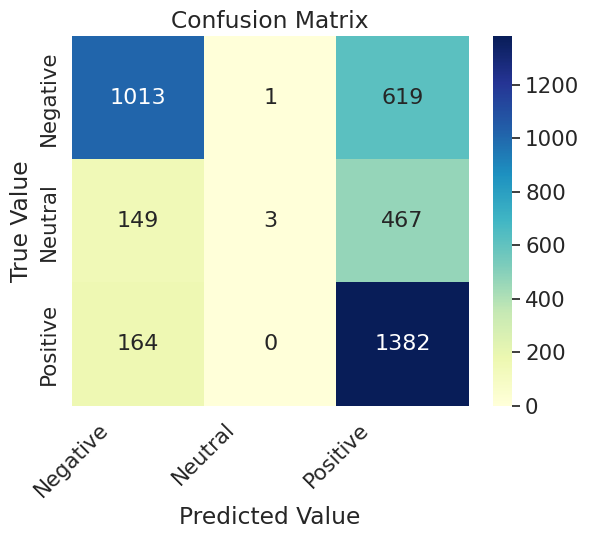 Confusion Matrix
True Value
Negative
1013
1
619
Neutral
149
3
467
Positive
164
0
1382
Negative
Neutral
Positive
Predicted Value
1200
1000
800
600
400
200
0